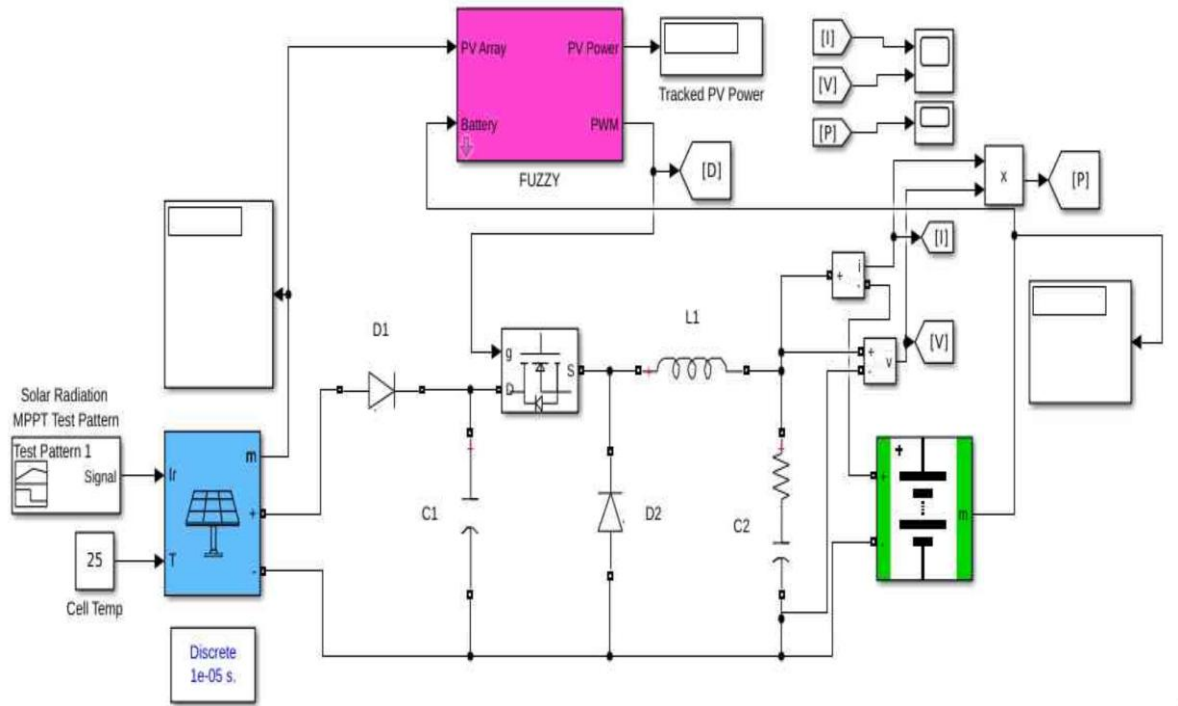 PV Array
PV Power
Battery
PWM
FUZZY
Tracked PV Power
[I]
[V]
[P]
[D]
x
[P]
[I]
i
+
-
D1
L1
g
D
S
+
-
v
[V]
Solar Radiation
MPPT Test Pattern
Test Pattern 1
Signal
Ir
m
+
T
-
25
Cell Temp
C1
D2
C2
+
+
-
m
Discrete
1e-05 s.